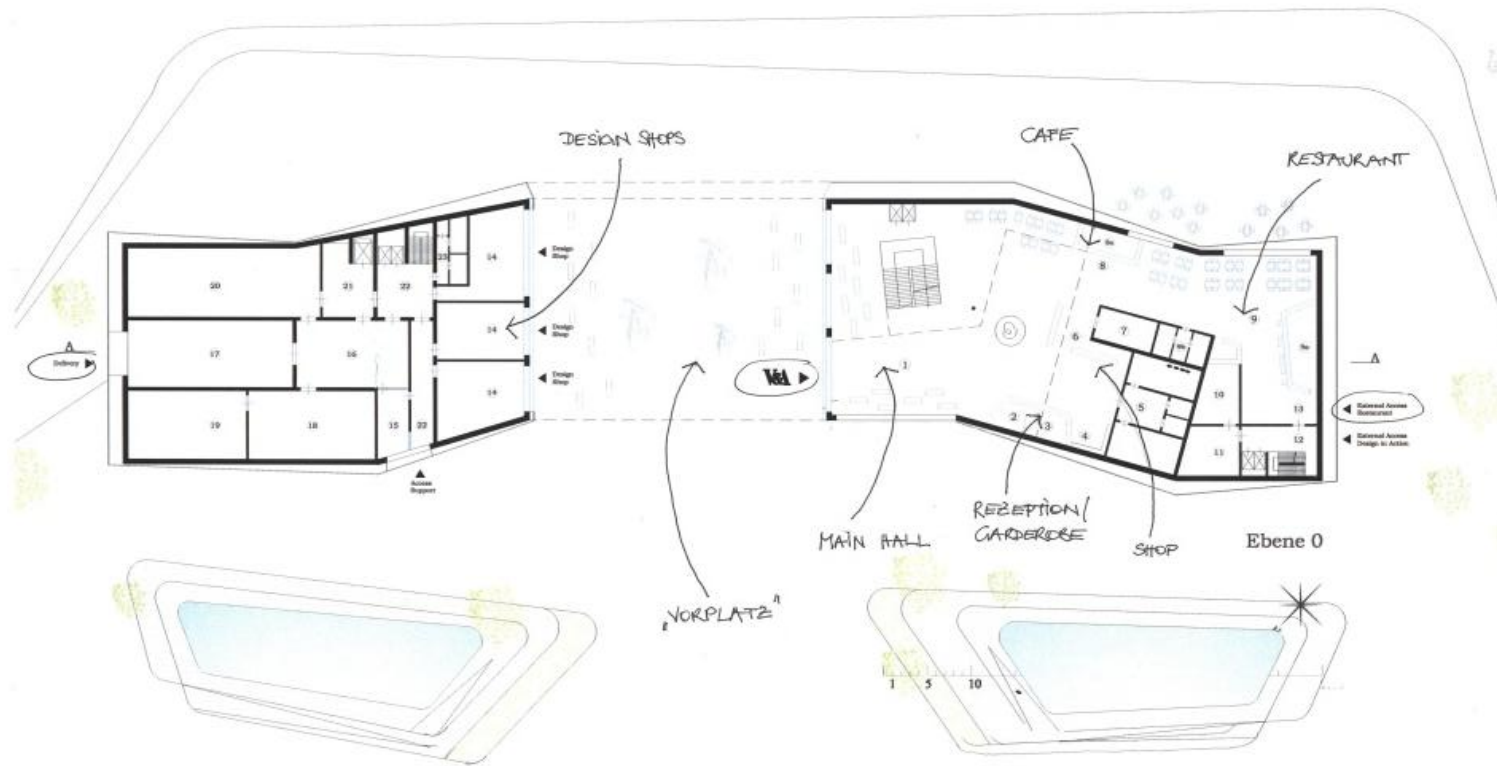 DESIGN SHOPS
CAFE
RESTAURANT
14
Design
Shop
23
20
21
22
8
14
Design
Shop
9
A
Delivery
17
16
6
7
1
A
14
Design
Shop
V&A
5
10
13
External Access
Restaurant
19
18
15
22
2
3
4
11
12
External Access
Design in Action
Access
Support
MAIN HALL
REZEPTION/
GARDEROBE
SHOP
Ebene 0
„VORPLATZ"
1 5 10